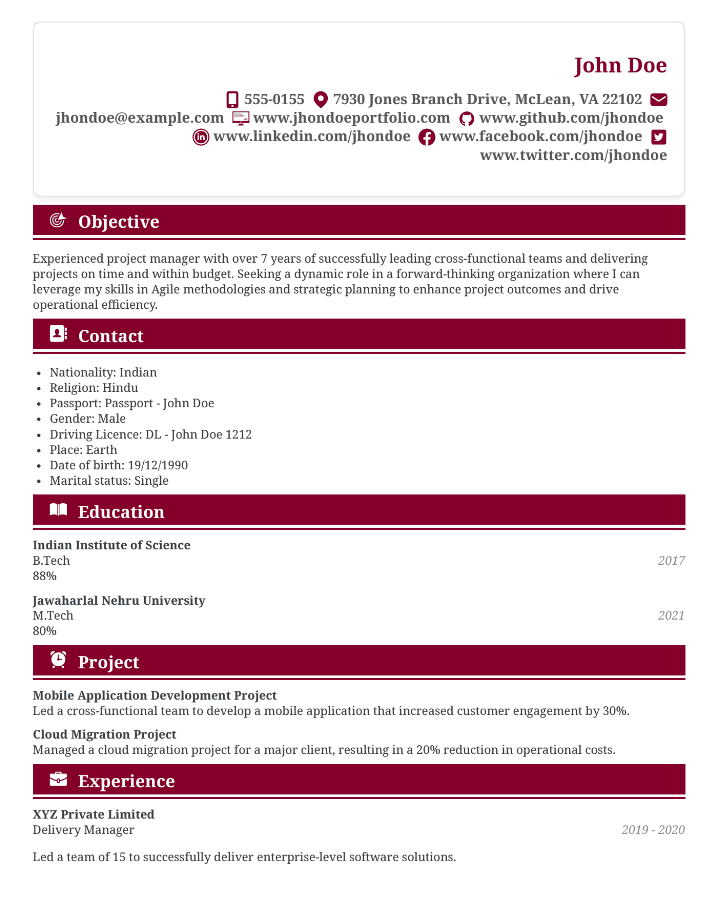 John Doe
555-0155 7930 Jones Branch Drive, McLean, VA 22102
jhondoe@example.com www.jhondoeportfolio.com www.github.com/jhondoe
www.linkedin.com/jhondoe www.facebook.com/jhondoe
www.twitter.com/jhondoe
Objective
Experienced project manager with over 7 years of successfully leading cross-functional teams and delivering
projects on time and within budget. Seeking a dynamic role in a forward-thinking organization where I can
leverage my skills in Agile methodologies and strategic planning to enhance project outcomes and drive
operational efficiency.
Contact
• Nationality: Indian
• Religion: Hindu
• Passport: Passport - John Doe
• Gender: Male
• Driving Licence: DL - John Doe 1212
• Place: Earth
• Date of birth: 19/12/1990
• Marital status: Single
Education
Indian Institute of Science
B.Tech 2017
88%
Jawaharlal Nehru University
M.Tech 2021
80%
Project
Mobile Application Development Project
Led a cross-functional team to develop a mobile application that increased customer engagement by 30%.
Cloud Migration Project
Managed a cloud migration project for a major client, resulting in a 20% reduction in operational costs.
Experience
XYZ Private Limited
Delivery Manager 2019 - 2020
Led a team of 15 to successfully deliver enterprise-level software solutions.